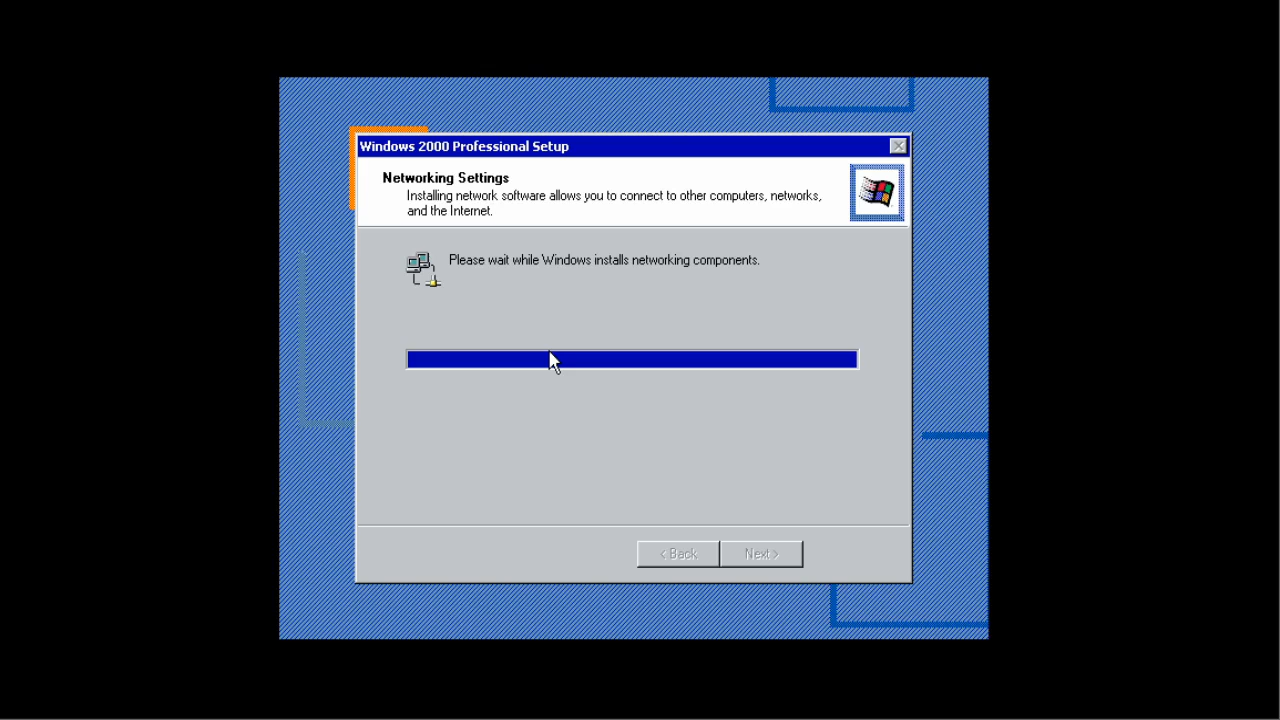 Windows 2000 Professional Setup
Networking Settings
Installing network software allows you to connect to other computers, networks,
and the Internet.
Please wait while Windows installs networking components.
< Back
Next >